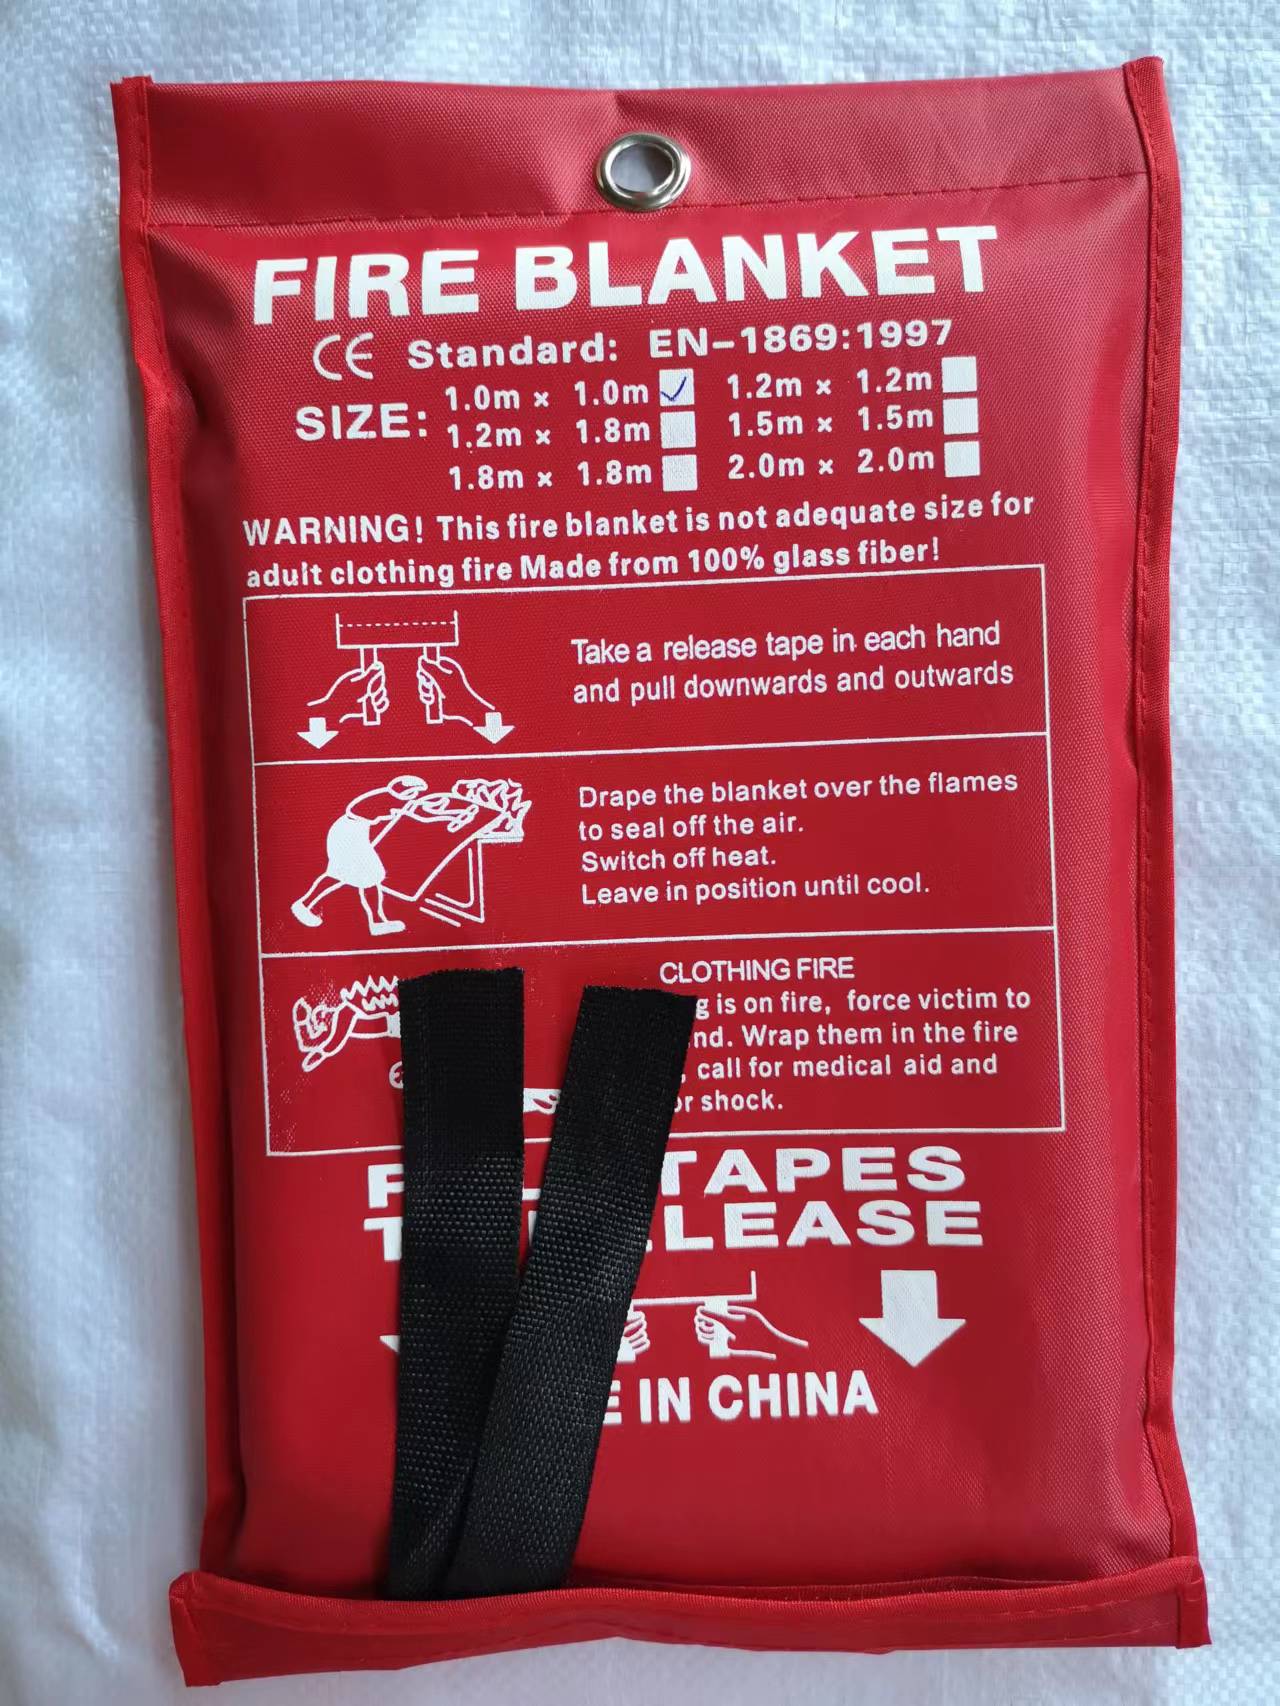 FIRE BLANKET
CE Standard: EN-1869:1997
SIZE: 1.0m × 1.0m 1.2m × 1.2m
1.2m × 1.8m 1.5m × 1.5m
1.8m × 1.8m 2.0m × 2.0m
WARNING! This fire blanket is not adequate size for
aduit clothing fire Made from 100% glass fiber!
Take a release tape in each hand
and pull downwards and outwards
Drape the blanket over the flames
to seal off the air.
Switch off heat.
Leave in position until cool.
CLOTHING FIRE
is on fire, force victim to
Wrap them in the fire
call for medical aid and
shock.
TAPES
IN CHINA